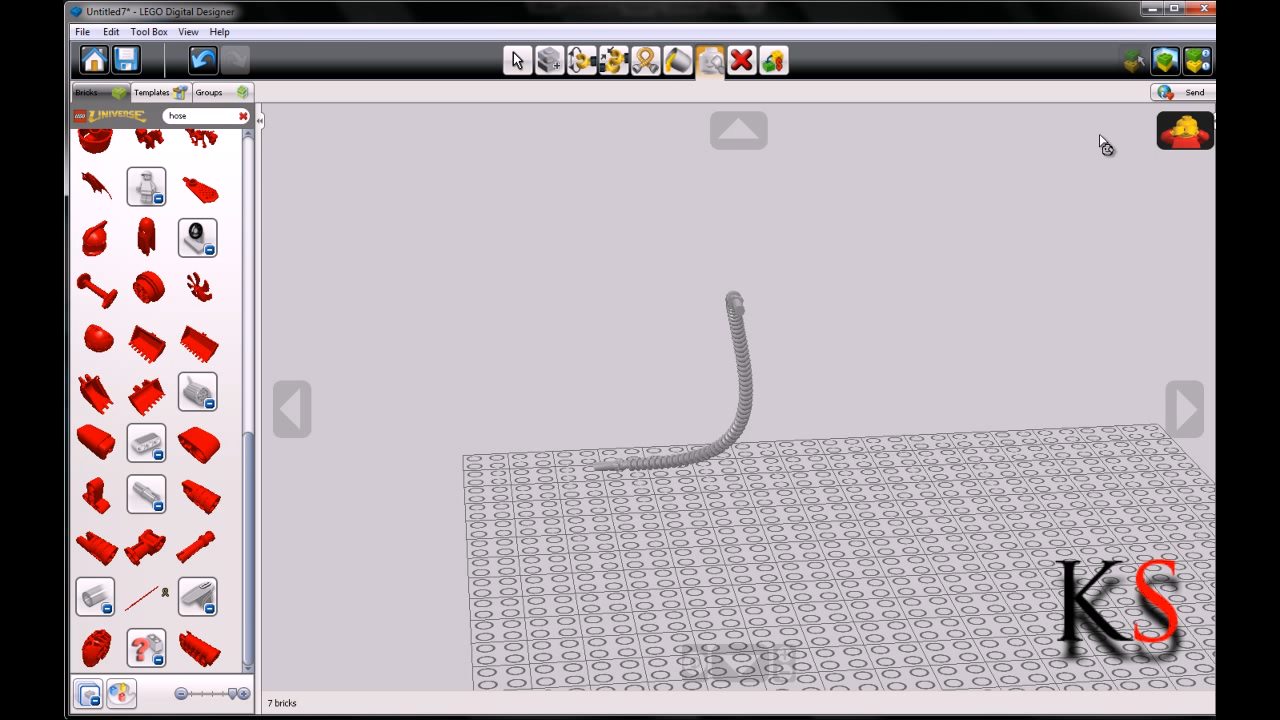 Untitled7* - LEGO Digital Designer
File Edit Tool Box View Help
Bricks Templates Groups
Send
LEGO UNIVERSE
hose
KS
7 bricks